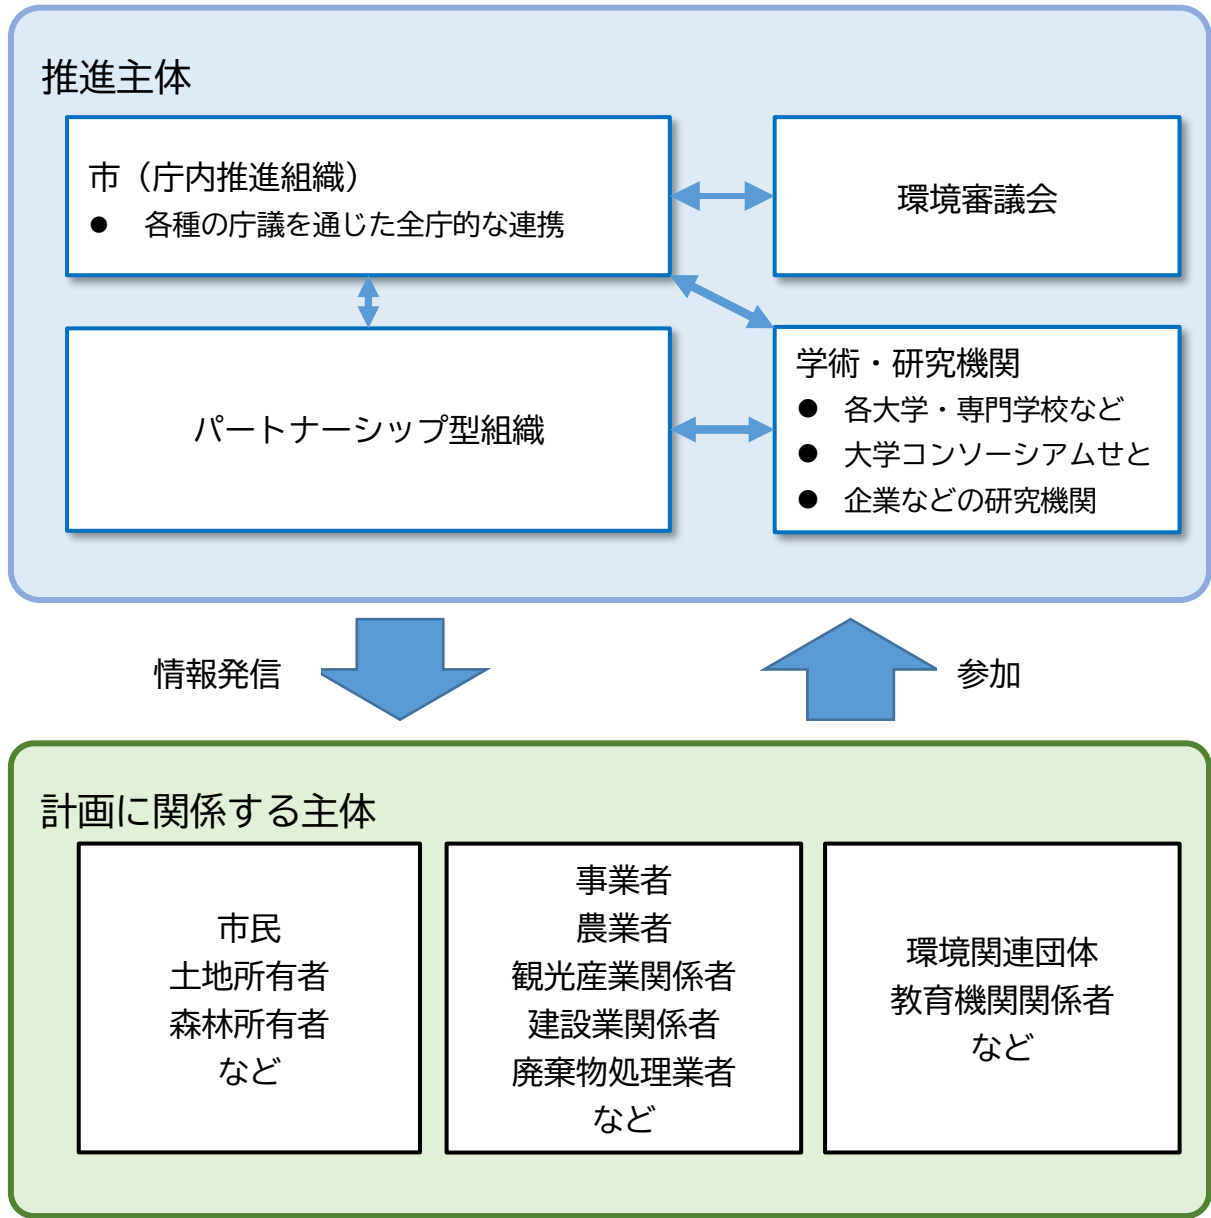 推進主体
市（庁内推進組織）
● 各種の庁議を通じた全庁的な連携
環境審議会
パートナーシップ型組織
学術・研究機関
● 各大学・専門学校など
● 大学コンソーシアムせと
● 企業などの研究機関
情報発信
参加
計画に関係する主体
市民
土地所有者
森林所有者
など
事業者
農業者
観光産業関係者
建設業関係者
廃棄物処理業者
など
環境関連団体
教育機関関係者
など